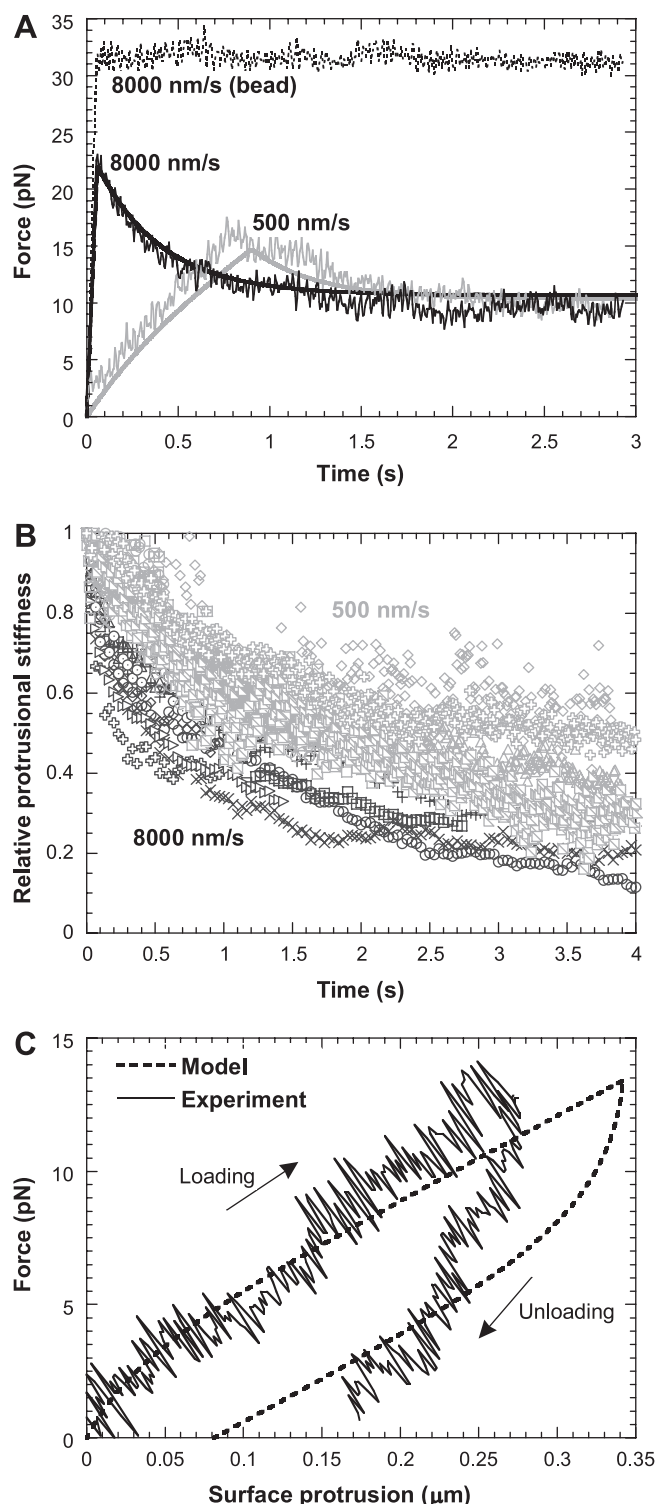 A
35
30
25
20
15
10
5
0
8000 nm/s (bead)
8000 nm/s
500 nm/s
Force (pN)
0 0.5 1 1.5 2 2.5 3
Time (s)
B
1
0.8
0.6
0.4
0.2
0
500 nm/s
8000 nm/s
Relative protrusional stiffness
0 0.5 1 1.5 2 2.5 3 3.5 4
Time (s)
C
15
10
5
0
Model
Experiment
Loading
Unloading
Force (pN)
0 0.05 0.1 0.15 0.2 0.25 0.3 0.35
Surface protrusion (μm)